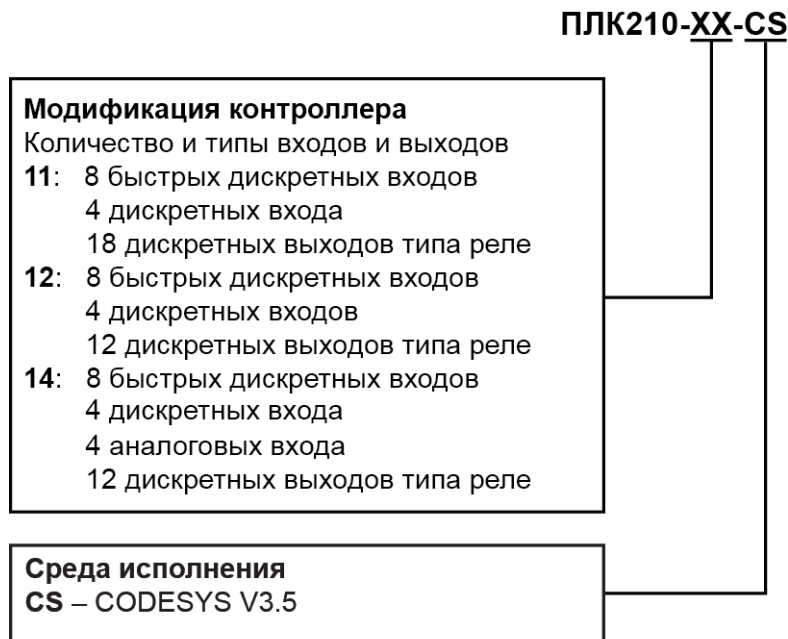 ПЛК210-XX-CS
Модификация контроллера
Количество и типы входов и выходов
11: 8 быстрых дискретных входов
4 дискретных входа
18 дискретных выходов типа реле
12: 8 быстрых дискретных входов
4 дискретных входов
12 дискретных выходов типа реле
14: 8 быстрых дискретных входов
4 дискретных входа
4 аналоговых входа
12 дискретных выходов типа реле
Среда исполнения
CS – CODESYS V3.5